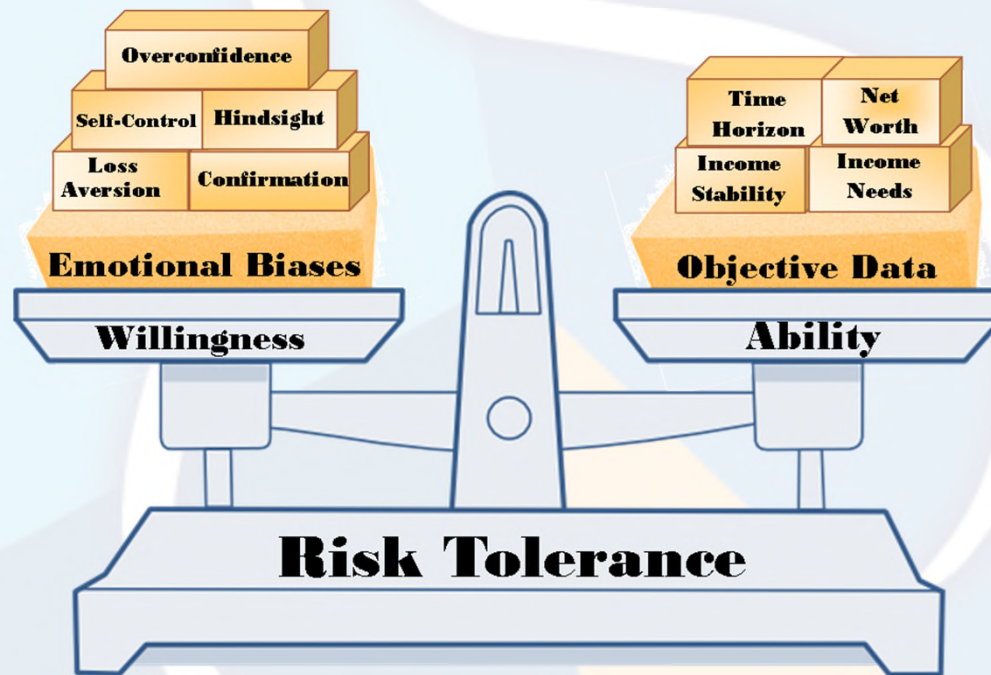 Overconfidence
Self-Control
Hindsight
Loss
Aversion
Confirmation
Emotional Biases
Willingness
Time
Horizon
Net
Worth
Income
Stability
Income
Needs
Objective Data
Ability
Risk Tolerance